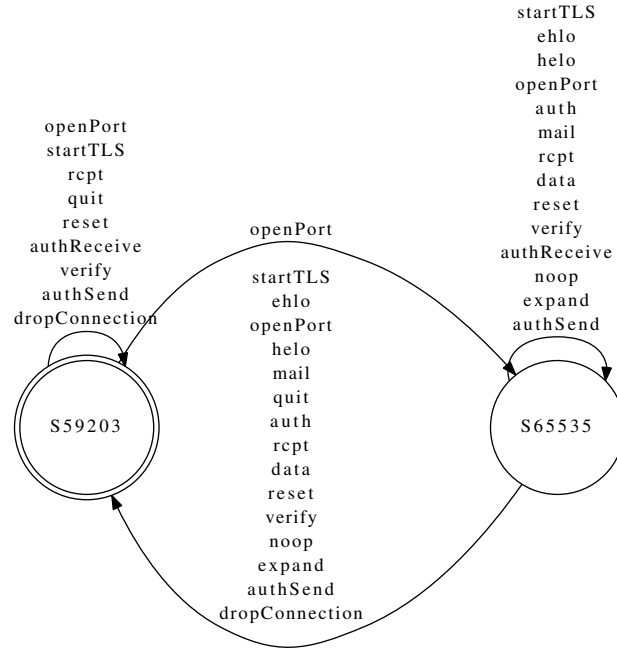 openPort
startTLS
rcpt
quit
reset
authReceive
verify
authSend
dropConnection
S59203
openPort
startTLS
ehlo
openPort
helo
mail
quit
auth
rcpt
data
reset
verify
noop
expand
authSend
dropConnection
startTLS
ehlo
helo
openPort
auth
mail
rcpt
data
reset
verify
authReceive
noop
expand
authSend
S65535